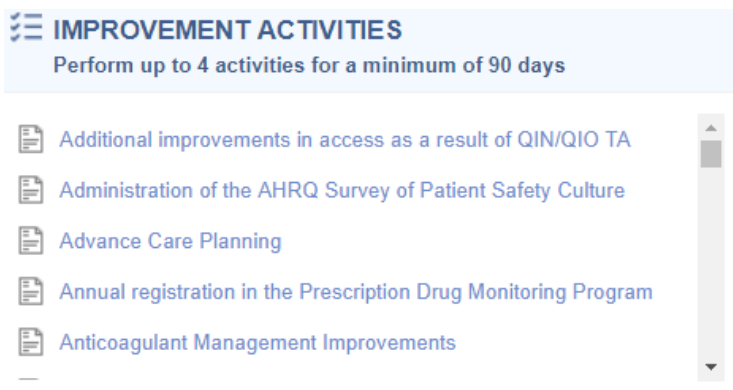 IMPROVEMENT ACTIVITIES
Perform up to 4 activities for a minimum of 90 days
Additional improvements in access as a result of QIN/QIO TA
Administration of the AHRQ Survey of Patient Safety Culture
Advance Care Planning
Annual registration in the Prescription Drug Monitoring Program
Anticoagulant Management Improvements